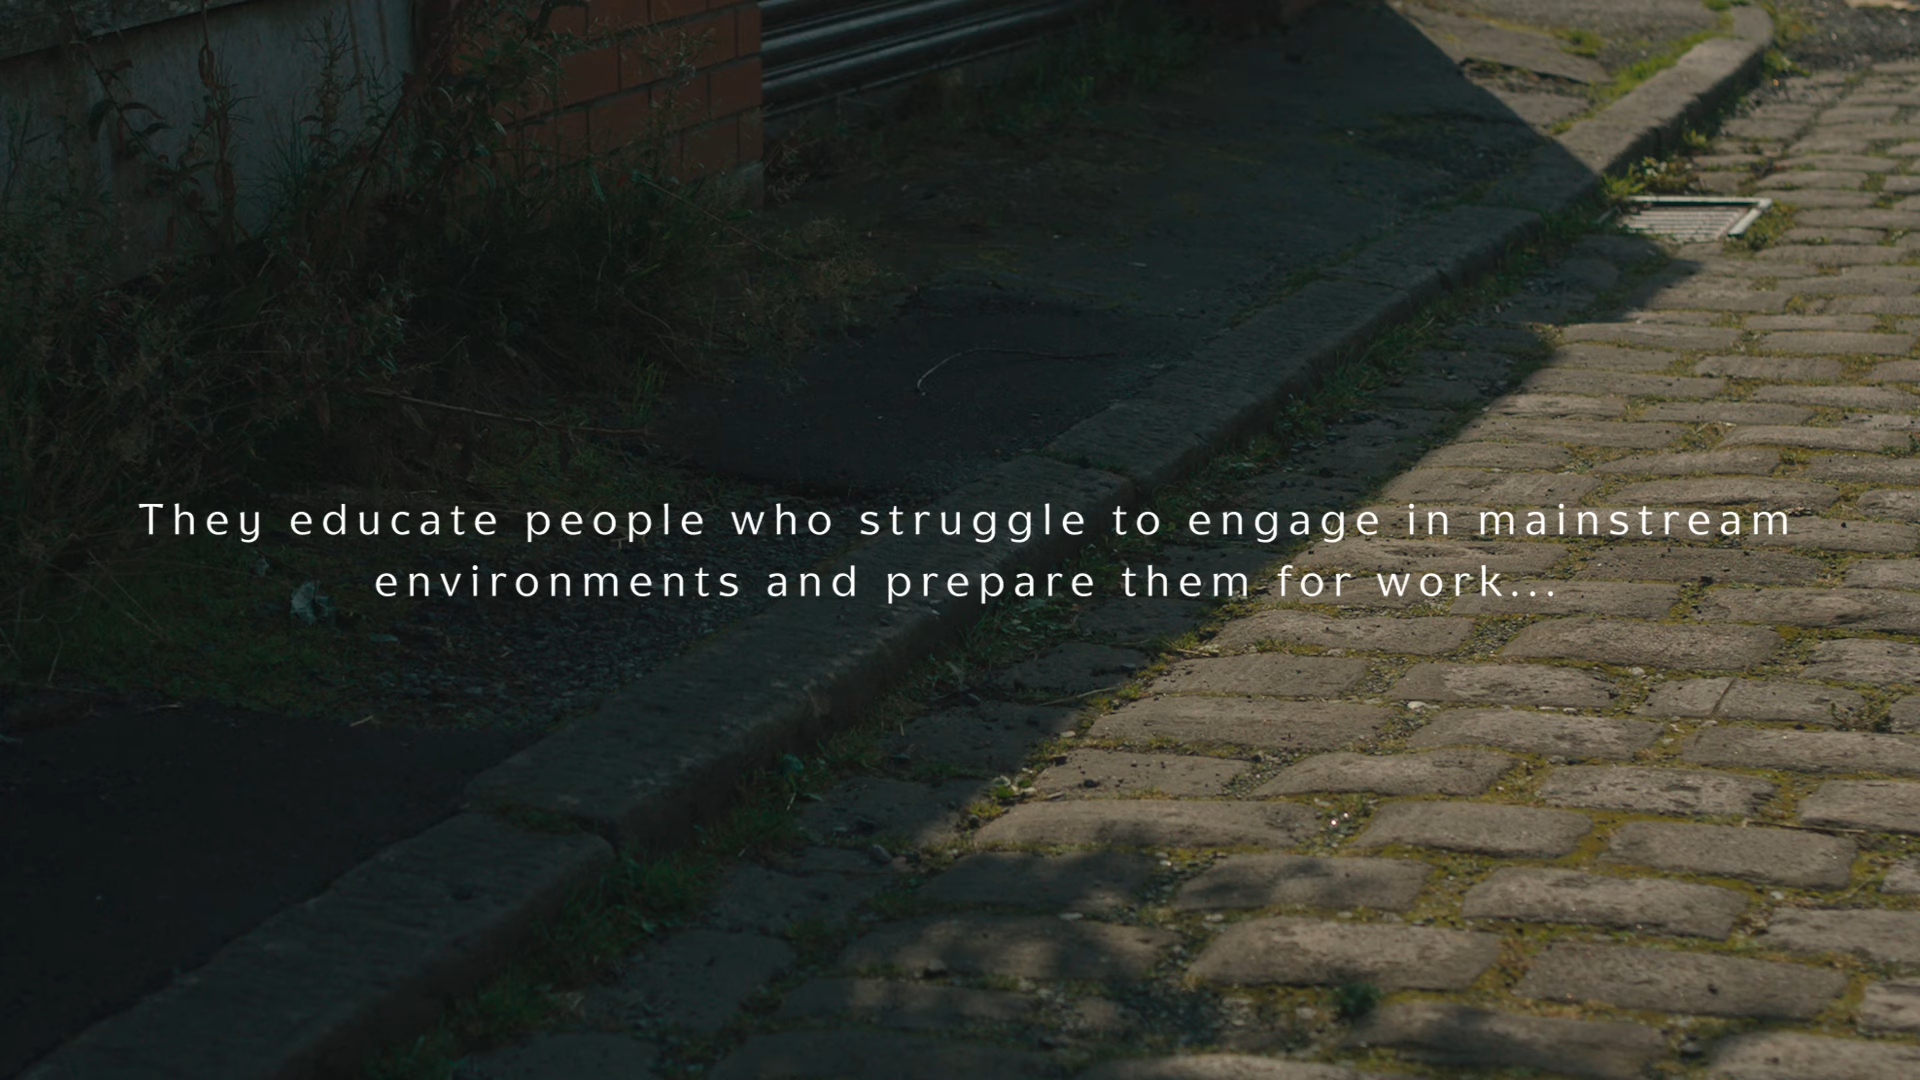 They educate people who struggle to engage in mainstream
environments and prepare them for work...